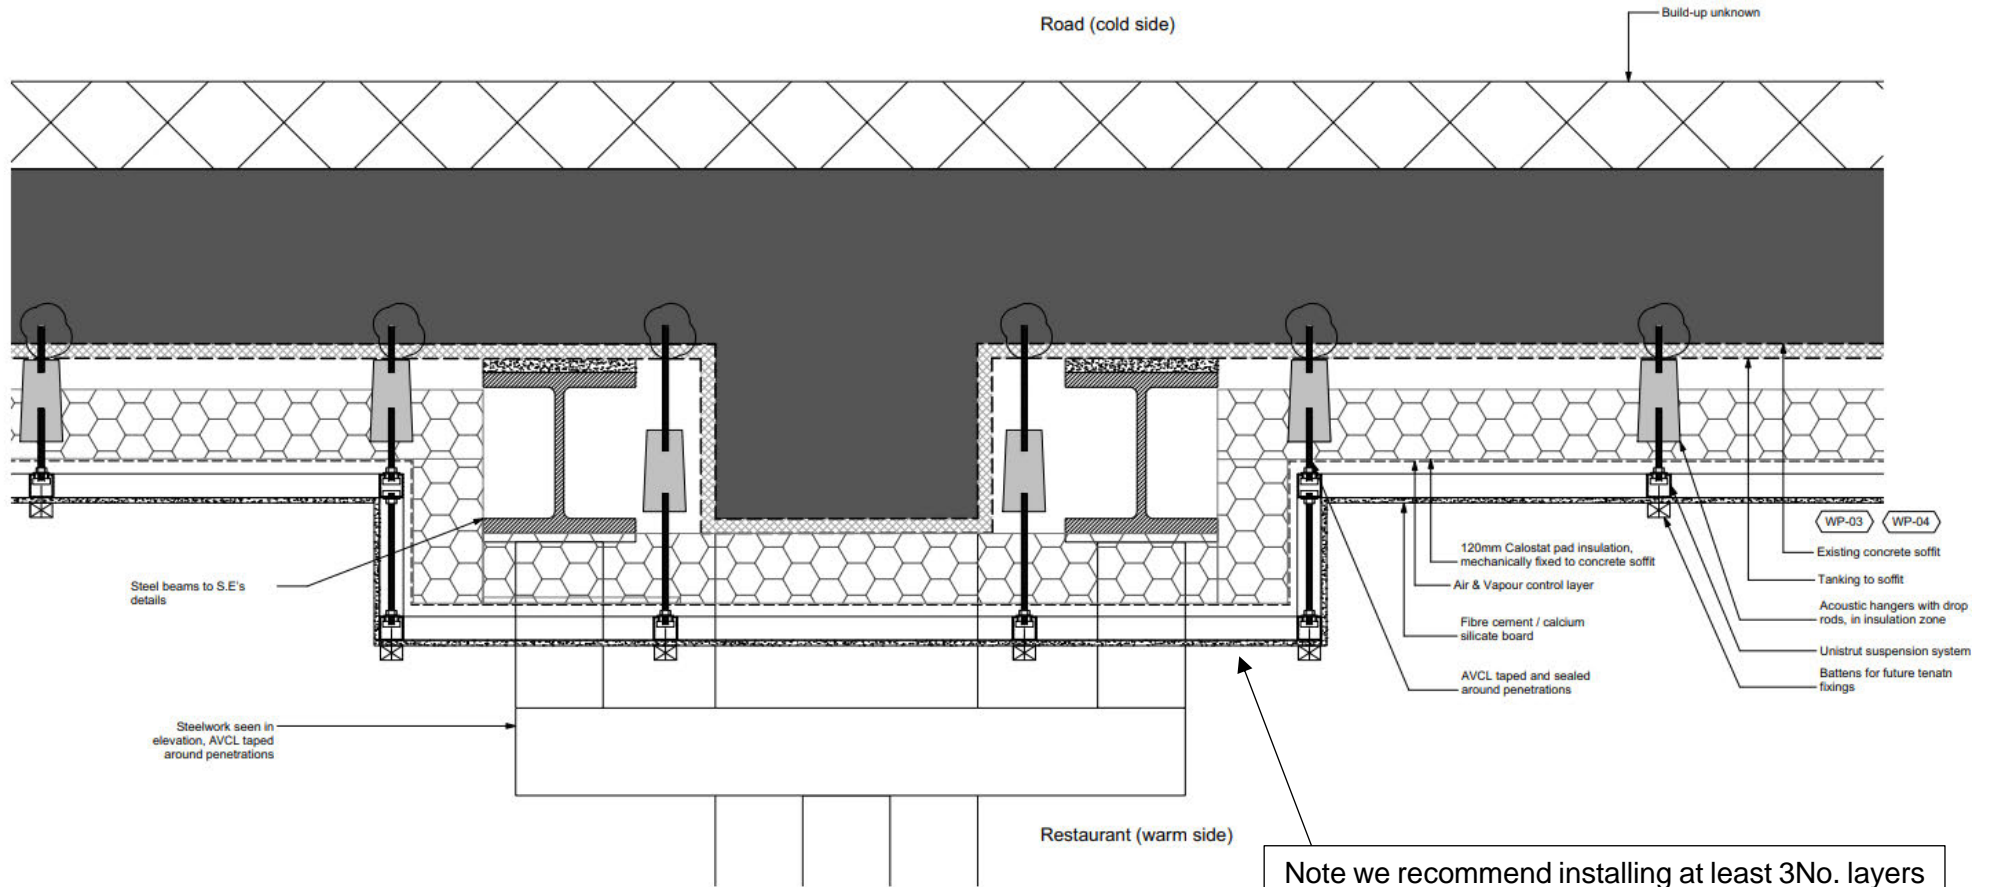 Road (cold side)
Build-up unknown
WP-03 WP-04
Existing concrete soffit
Tanking to soffit
Acoustic hangers with drop
rods, in insulation zone
Unistrut suspension system
Battens for future tenatn
fixings
120mm Calostat pad insulation,
mechanically fixed to concrete soffit
Air & Vapour control layer
Fibre cement / calcium
silicate board
AVCL taped and sealed
around penetrations
Steel beams to S.E's
details
Steelwork seen in
elevation, AVCL taped
around penetrations
Restaurant (warm side)
Note we recommend installing at least 3No. layers